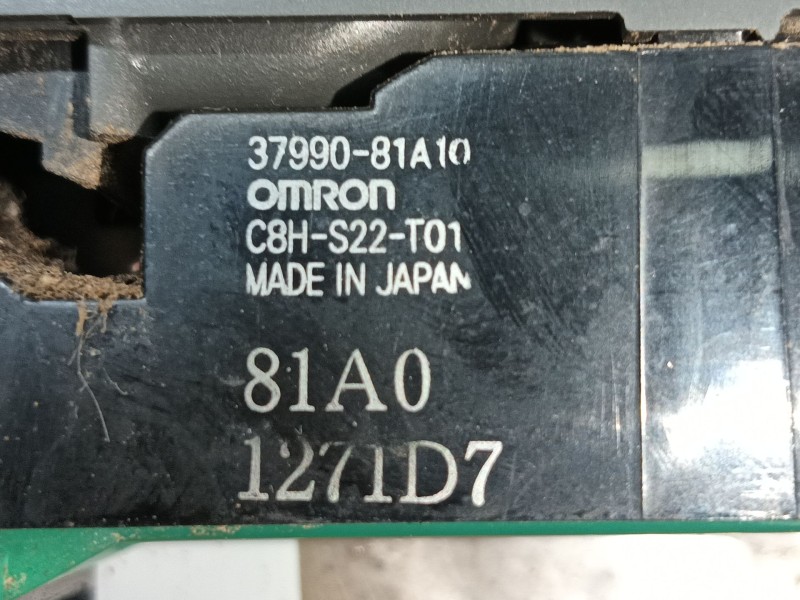 37990-81A10
omron
C8H-S22-T01
MADE IN JAPAN
81A0
1271D7